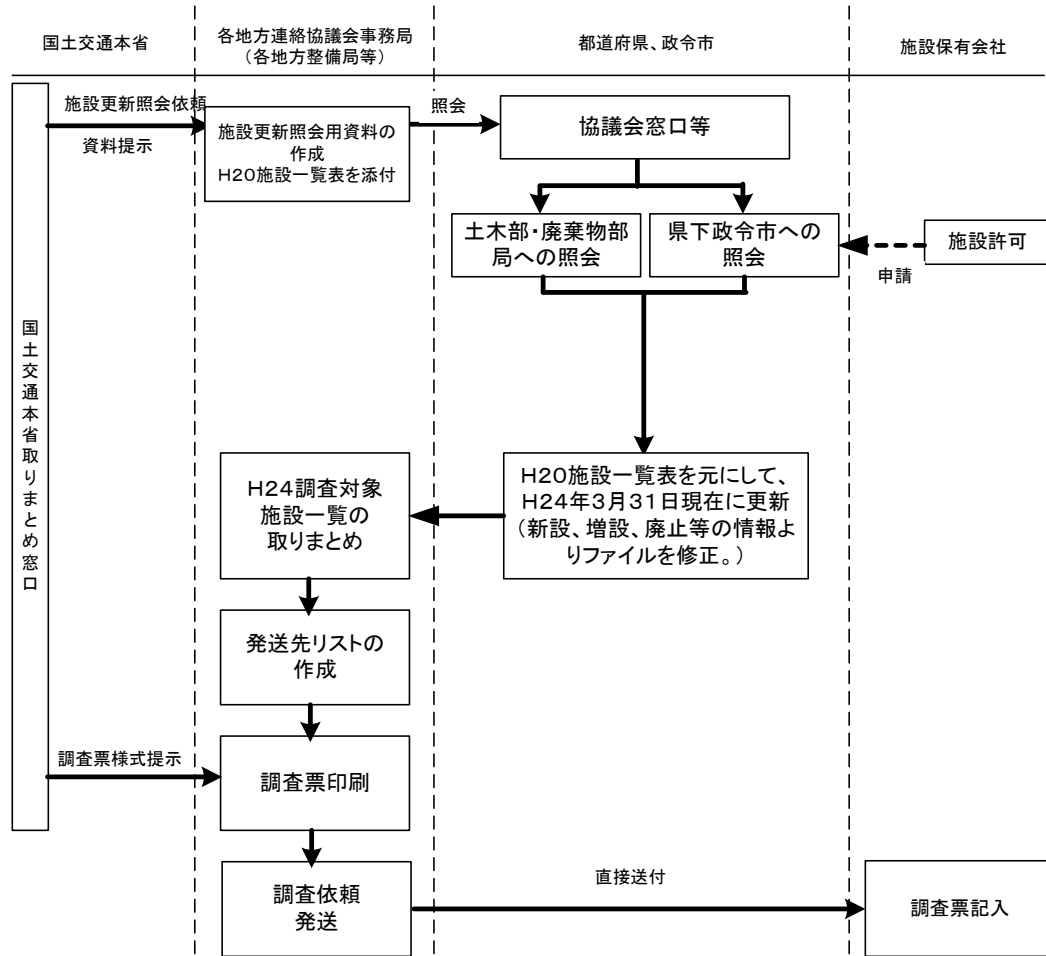 国土交通本省
各地方連絡協議会事務局
(各地方整備局等)
都道府県、政令市
施設保有会社
施設更新照会依頼
資料提示
施設更新照会用資料の
作成
H20施設一覧表を添付
照会
協議会窓口等
土木部・廃棄物部
局への照会
県下政令市への
照会
施設許可
申請
国土交通本省取りまとめ窓口
H20施設一覧表を元にして、
H24年3月31日現在に更新
(新設、増設、廃止等の情報よ
りファイルを修正。)
H24調査対象
施設一覧の
取りまとめ
発送先リストの
作成
調査票様式提示
調査票印刷
調査依頼
発送
直接送付
調査票記入